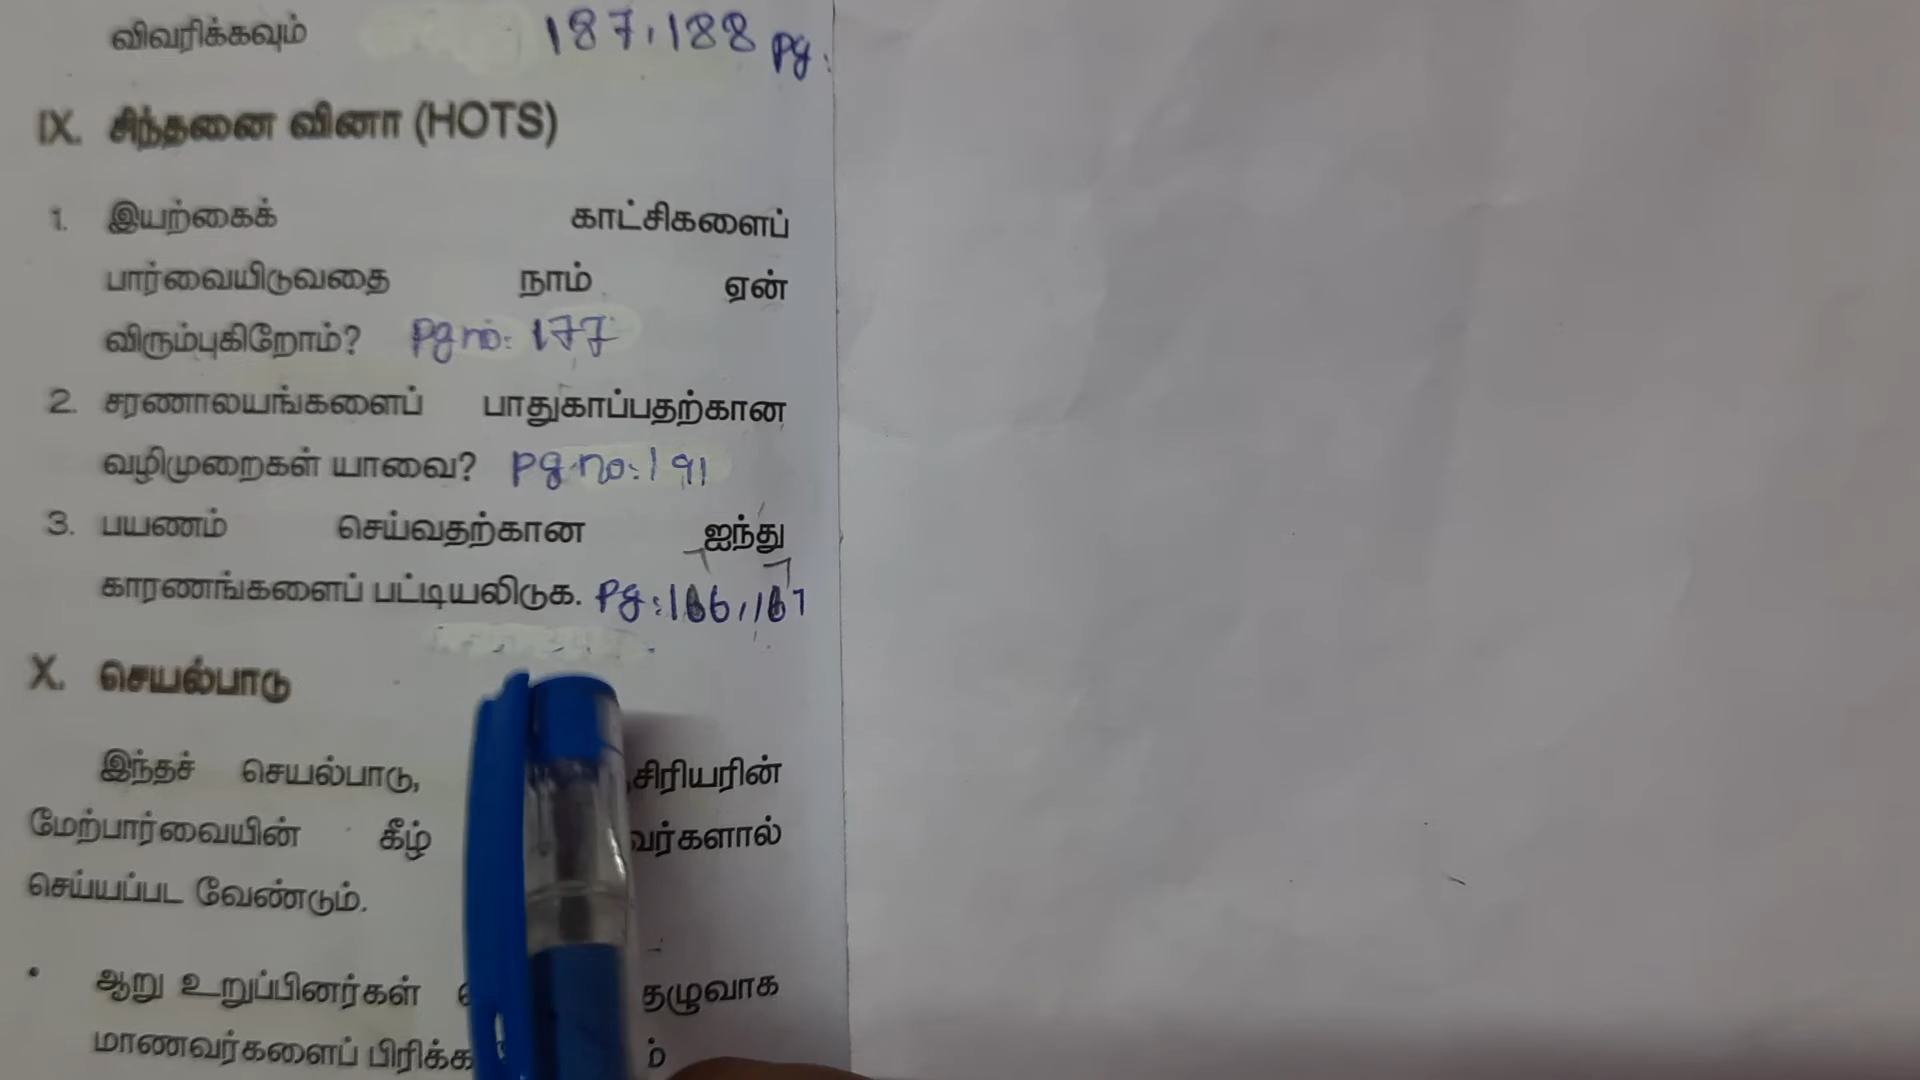 விவரிக்கவும் 187,188 pg:
IX. சிந்தனை வினா (HOTS)
1. இயற்கைக் காட்சிகளைப்
பார்வையிடுவதை நாம் ஏன்
விரும்புகிறோம்? pg no: 177
2. சரணாலயங்களைப் பாதுகாப்பதற்கான
வழிமுறைகள் யாவை? pg no: 191
3. பயணம் செய்வதற்கான ஐந்து
காரணங்களைப் பட்டியலிடுக. pg:166,167
X. செயல்பாடு
இந்தச் செயல்பாடு, சிரியரின்
மேற்பார்வையின் கீழ் வர்களால்
செய்யப்பட வேண்டும்.
• ஆறு உறுப்பினர்கள் தழுவாக
மாணவர்களைப் பிரிக்க ம்